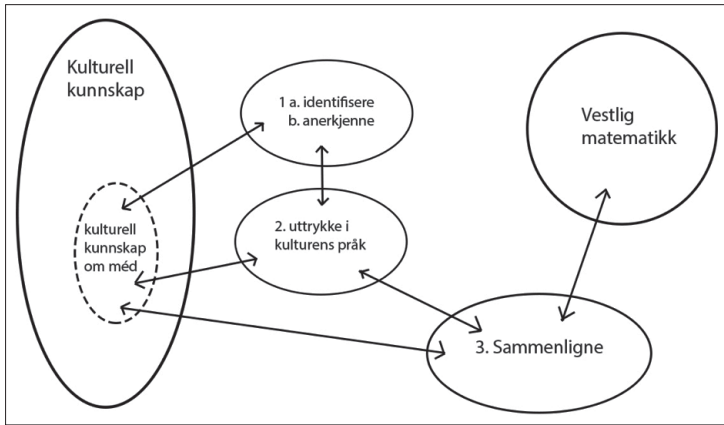 Kulturell
kunnskap
1 a. identifisere
b. anerkjenne
Vestlig
matematikk
kulturell
kunnskap
om méd
2. uttrykke i
kulturens pråk
3. Sammenligne